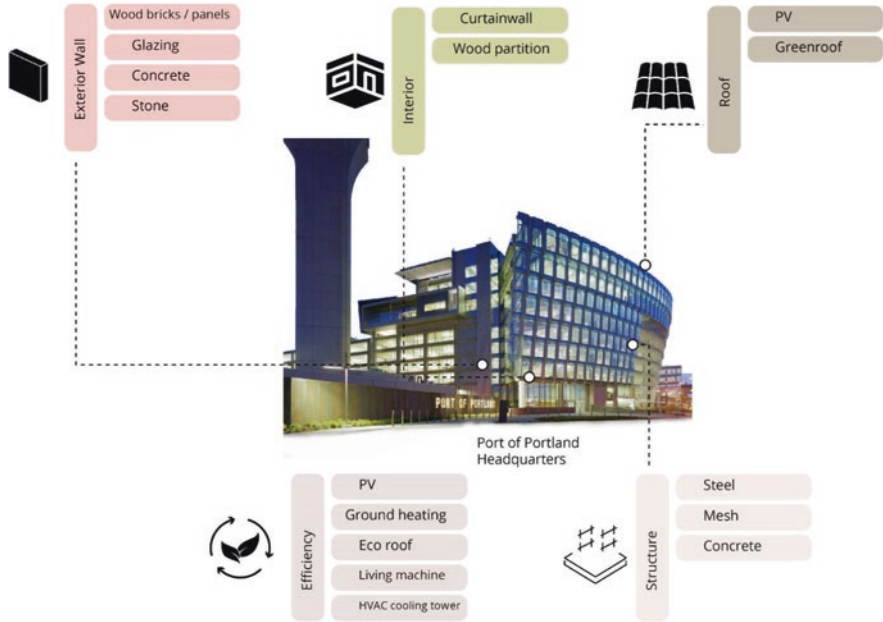 Wood bricks / panels
Glazing
Concrete
Stone
Exterior Wall
Curtainwall
Wood partition
Interior
PV
Greenroof
Roof
PORT OF PORTLAND
Port of Portland
Headquarters
PV
Ground heating
Eco roof
Living machine
HVAC cooling tower
Efficiency
Steel
Mesh
Concrete
Structure